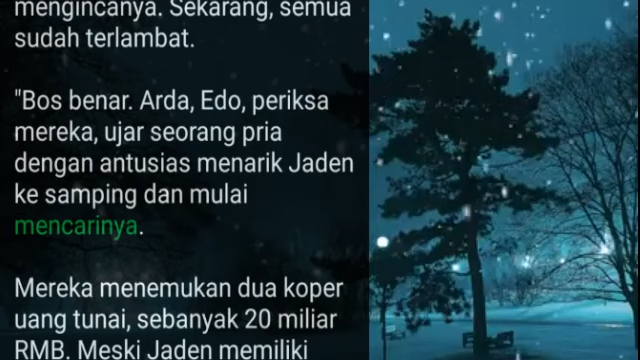 mengincanya. Sekarang, semua
sudah terlambat.
"Bos benar. Arda, Edo, periksa
mereka, ujar seorang pria
dengan antusias menarik Jaden
ke samping dan mulai
mencarinya.
Mereka menemukan dua koper
uang tunai, sebanyak 20 miliar
RMB. Meski Jaden memiliki